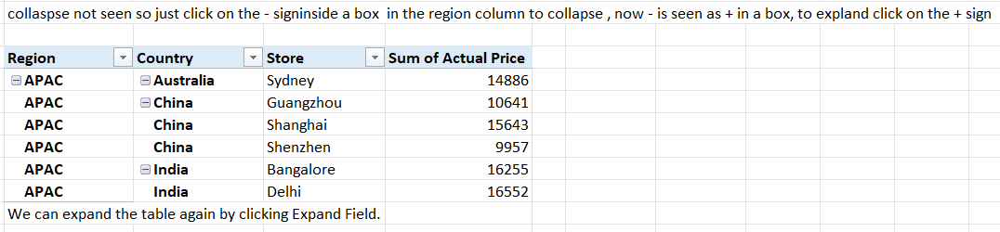 collaspse not seen so just click on the - signinside a box  in the region column to collapse , now - is seen as + in a box, to expland click on the + sign
Region Country Store Sum of Actual Price
APAC Australia Sydney 14886
APAC China Guangzhou 10641
APAC China Shanghai 15643
APAC China Shenzhen 9957
APAC India Bangalore 16255
APAC India Delhi 16552
We can expand the table again by clicking Expand Field.